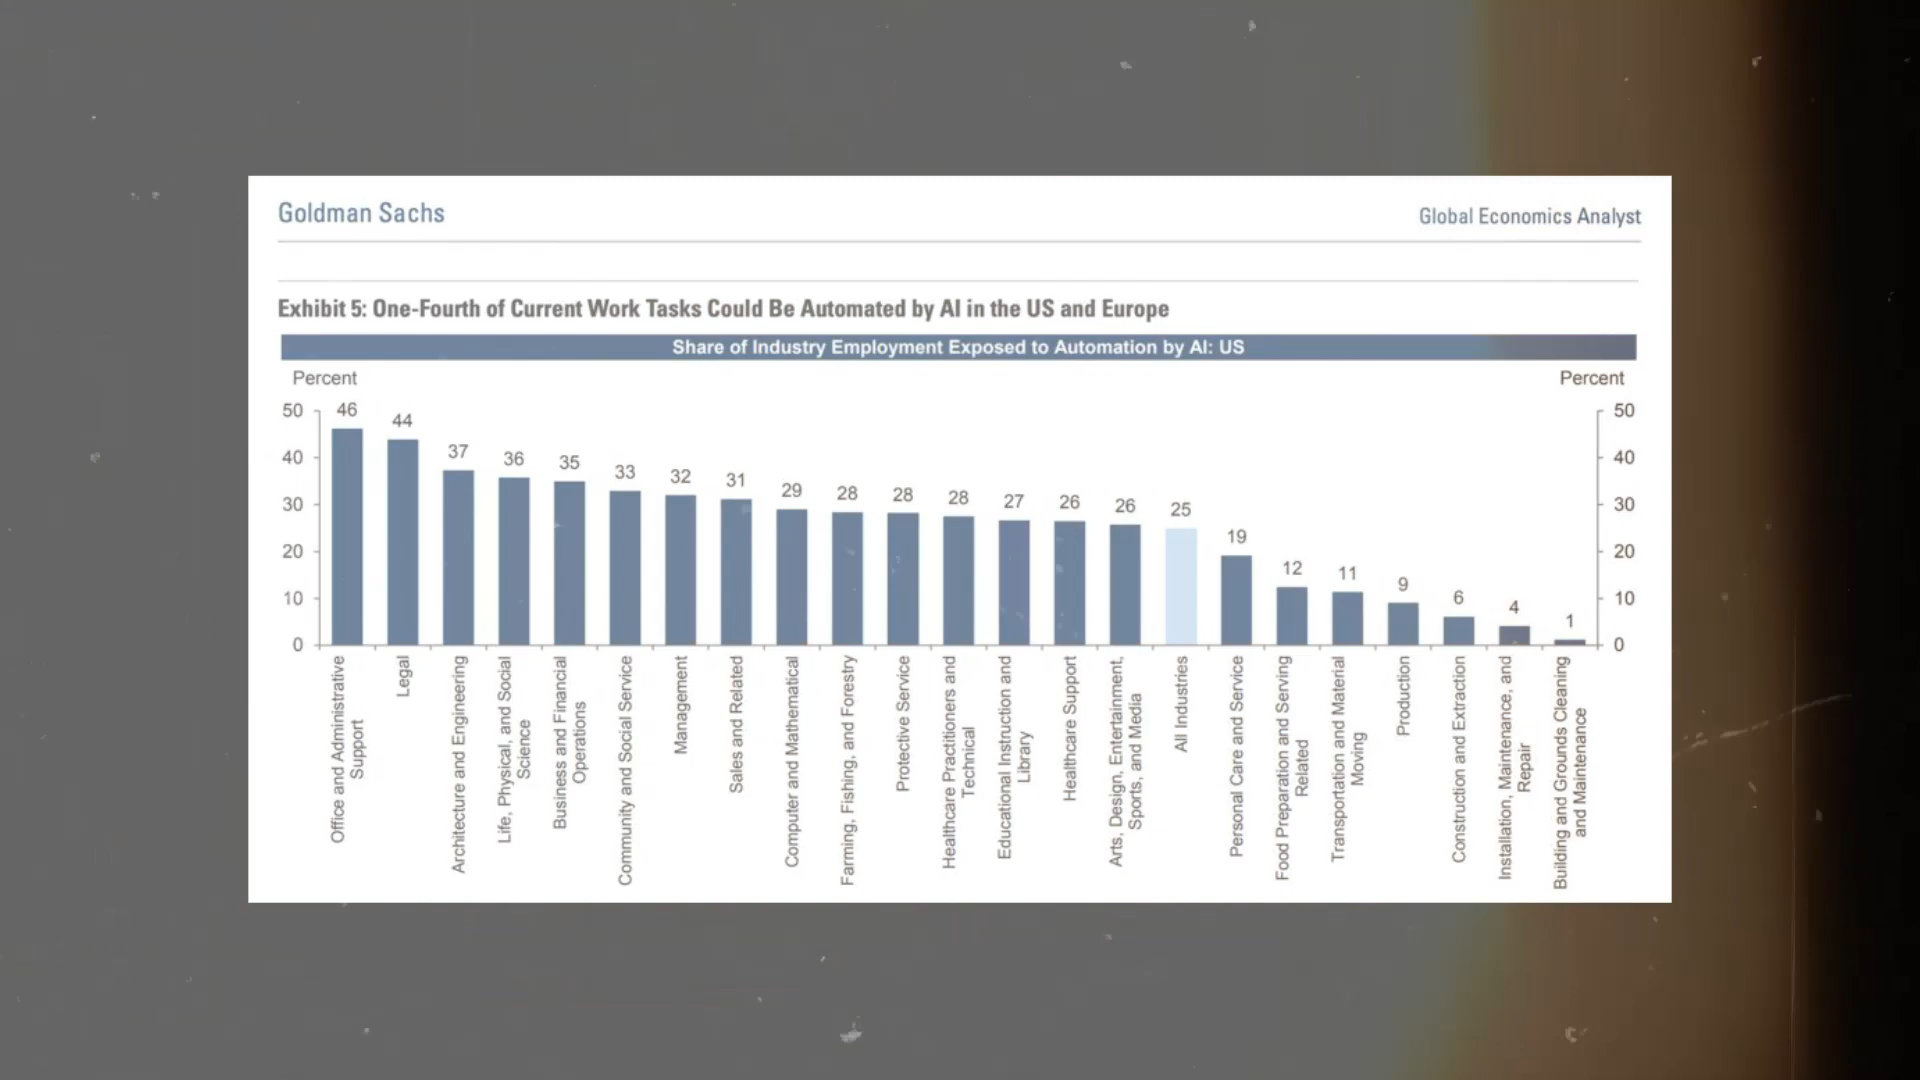 Goldman Sachs
Global Economics Analyst
Exhibit 5: One-Fourth of Current Work Tasks Could Be Automated by AI in the US and Europe
Share of Industry Employment Exposed to Automation by AI: US
Percent
Percent
50
40
30
20
10
0
46
44
37
36
35
33
32
31
29
28
28
28
27
26
26
25
19
12
11
9
6
4
1
50
40
30
20
10
0
Office and Administrative
Support
Legal
Architecture and Engineering
Life, Physical, and Social
Science
Business and Financial
Operations
Community and Social Service
Management
Sales and Related
Computer and Mathematical
Farming, Fishing, and Forestry
Protective Service
Healthcare Practitioners and
Technical
Educational Instruction and
Library
Healthcare Support
Arts, Design, Entertainment,
Sports, and Media
All Industries
Personal Care and Service
Food Preparation and Serving
Related
Transportation and Material
Moving
Production
Construction and Extraction
Installation, Maintenance, and
Repair
Building and Grounds Cleaning
and Maintenance